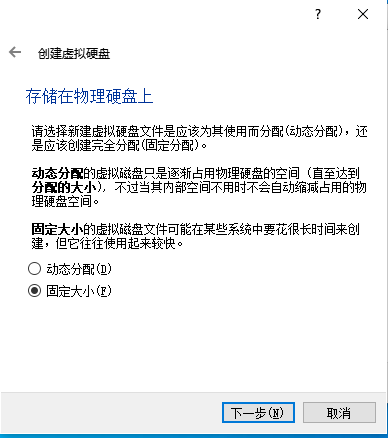 ?
创建虚拟硬盘
存储在物理硬盘上
请选择新建虚拟硬盘文件是应该为其使用而分配(动态分配)，还
是应该创建完全分配(固定分配)。
动态分配的虚拟磁盘只是逐渐占用物理硬盘的空间（直至达到
分配的大小），不过当其内部空间不用时不会自动缩减占用的物
理硬盘空间。
固定大小的虚拟磁盘文件可能在某些系统中要花很长时间来创
建，但它往往使用起来较快。
动态分配(D)
固定大小(F)
下一步(N)
取消